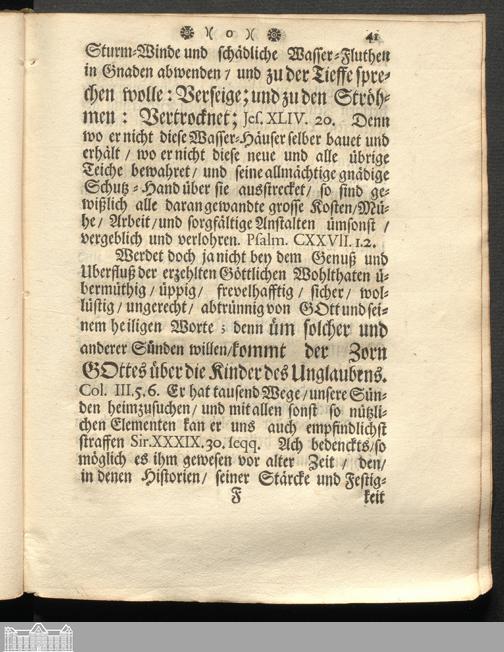 )( o )( 41
Sturm-Winde und schädliche Wasser-Fluthen
in Gnaden abwenden / und zu der Tieffe spre-
chen wolle: Verseige; und zu den Ströh-
men: Vertrocknet; Jes. XLIV. 20. Denn
wo er nicht diese Wasser-Häuser selber bauet und
erhält / wo er nicht diese neue und alle übrige
Teiche bewahret / und seine allmächtige gnädige
Schutz-Hand über sie ausstrecket / so sind ge-
wißlich alle daran gewandte grosse Kosten / Mü-
he / Arbeit / und sorgfältige Anstalten ümsonst /
vergeblich und verlohren. Psalm. CXXVII. 1. 2.
Werdet doch ja nicht bey dem Genuß und
Uberfluß der erzehlten Göttlichen Wohlthaten ü-
bermüthig / üppig / frevelhafftig / sicher / wol-
lüstig / ungerecht / abtrünnig von GOtt und sei-
nem heiligen Worte; denn üm solcher und
anderer Sünden willen / kommt der Zorn
GOttes über die Kinder des Unglaubens.
Col. III. 5. 6. Er hat tausend Wege / unsere Sün-
den heimzusuchen / und mit allen sonst so nützli-
chen Elementen kan er uns auch empfindlichst
straffen Sir. XXXIX. 30. seqq. Ach bedenckts / so
möglich es ihm gewesen vor alter Zeit / den /
in denen Historien / seiner Stärcke und Festig-
F keit